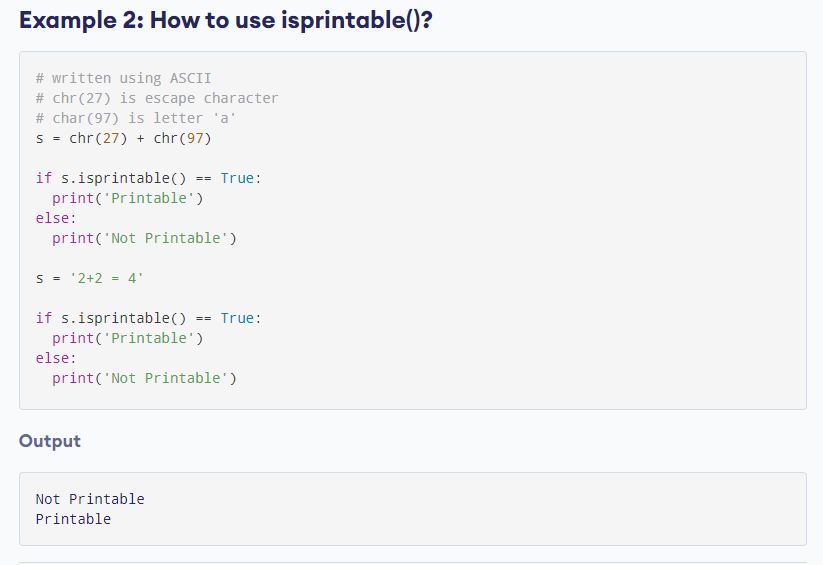 Example 2: How to use isprintable()?
# written using ASCII
# chr(27) is escape character
# char(97) is letter 'a'
s = chr(27) + chr(97)
if s.isprintable() == True:
  print('Printable')
else:
  print('Not Printable')
s = '2+2 = 4'
if s.isprintable() == True:
  print('Printable')
else:
  print('Not Printable')
Output
Not Printable
Printable